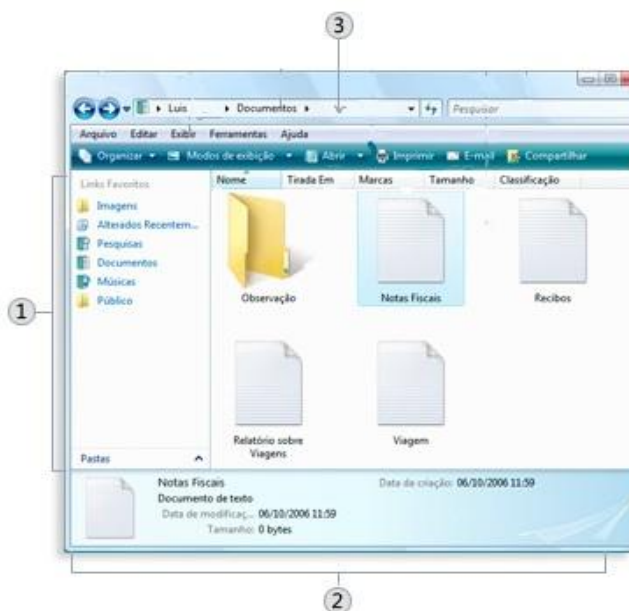 3
Luis Documentos
Pesquisar
Arquivo Editar Exibir Ferramentas Ajuda
Organizar Modos de exibição Abrir Imprimir E-mail Compartilhar
Links Favoritos
Nome Tirada Em Marcas Tamanho Classificação
Imagens
Alterados Recentem...
Pesquisas
Documentos
Músicas
Público
Observação Notas Fiscais Recibos
1
Relatório sobre
Viagens
Viagem
Pastas
Notas Fiscais
Data de criação: 06/10/2006 11:59
Documento de texto
Data de modificaç... 06/10/2006 11:59
Tamanho: 0 bytes
2